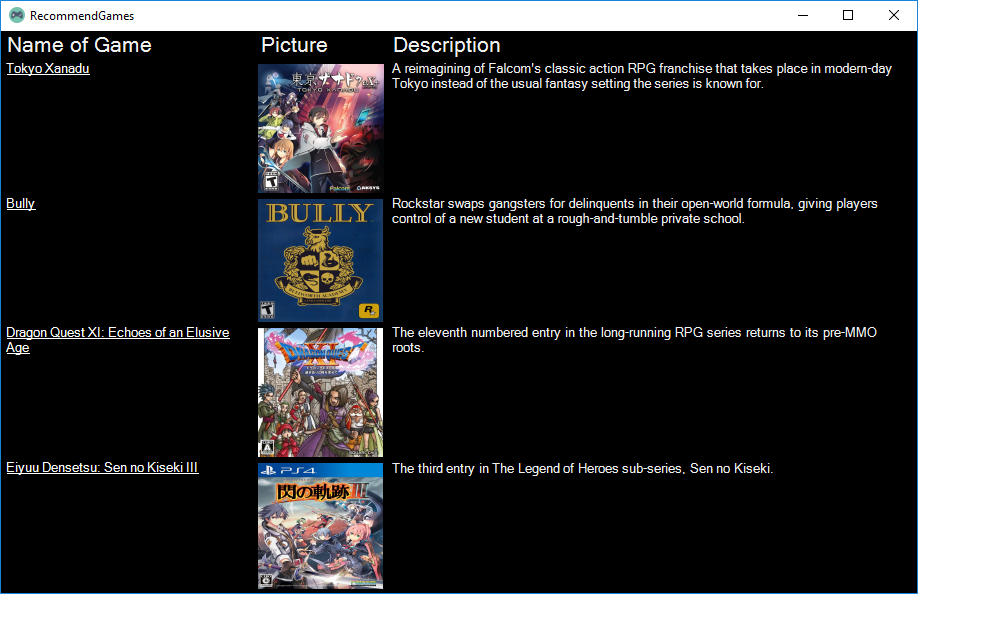 RecommendGames
Name of Game
Picture
Description
Tokyo Xanadu
東亰ザナドゥ eX+
TOKYO XANADU
Falcom
AKSYS
A reimagining of Falcom's classic action RPG franchise that takes place in modern-day
Tokyo instead of the usual fantasy setting the series is known for.
Bully
BULLY
BULLWORTH ACADEMY
R
Rockstar swaps gangsters for delinquents in their open-world formula, giving players
control of a new student at a rough-and-tumble private school.
Dragon Quest XI: Echoes of an Elusive
Age
DRAGON QUEST
XI
The eleventh numbered entry in the long-running RPG series returns to its pre-MMO
roots.
Eiyuu Densetsu: Sen no Kiseki III
PS4
閃の軌跡III
The third entry in The Legend of Heroes sub-series, Sen no Kiseki.